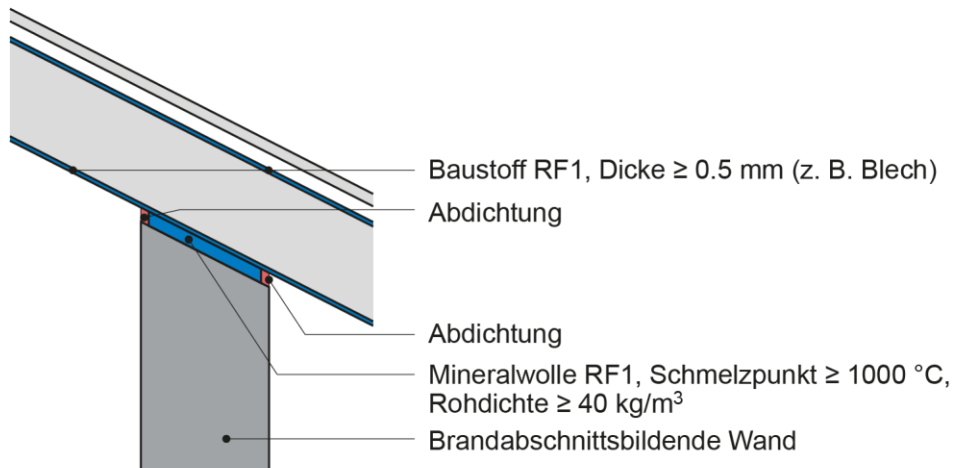 Baustoff RF1, Dicke ≥ 0.5 mm (z. B. Blech)
Abdichtung
Abdichtung
Mineralwolle RF1, Schmelzpunkt ≥ 1000 °C,
Rohdichte ≥ 40 kg/m³
Brandabschnittsbildende Wand